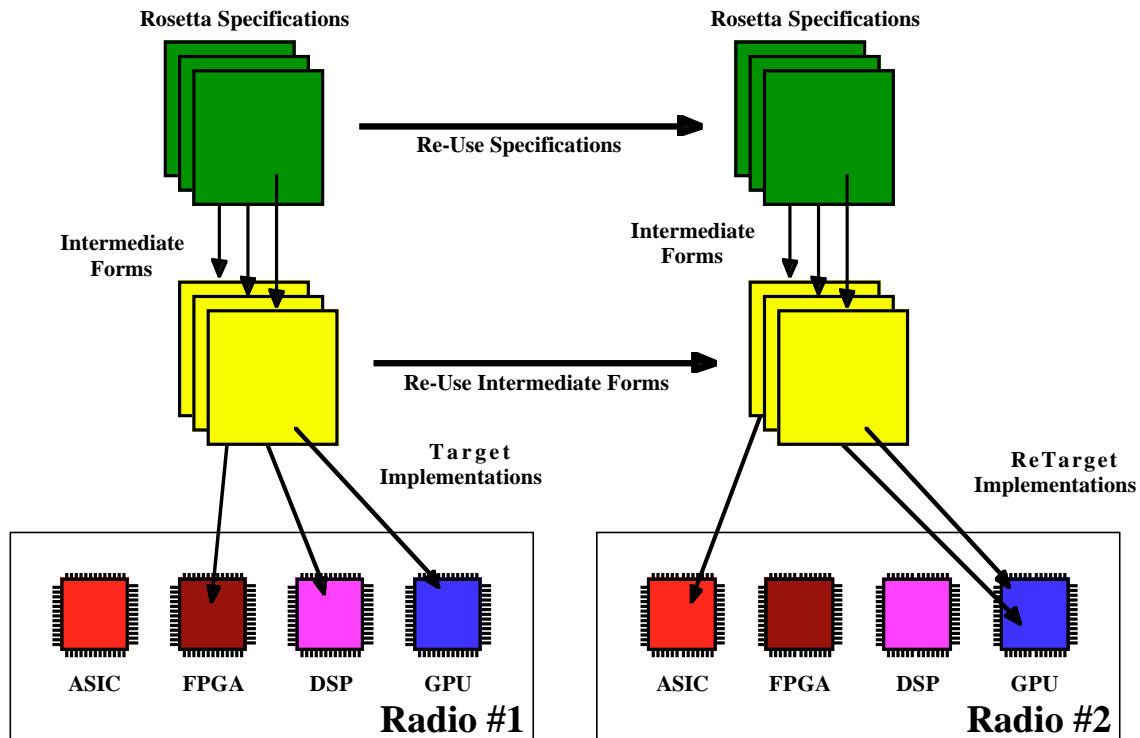 Rosetta Specifications
Rosetta Specifications
Re-Use Specifications
Intermediate
Forms
Intermediate
Forms
Re-Use Intermediate Forms
Target
Implementations
ReTarget
Implementations
ASIC
FPGA
DSP
GPU
Radio #1
ASIC
FPGA
DSP
GPU
Radio #2